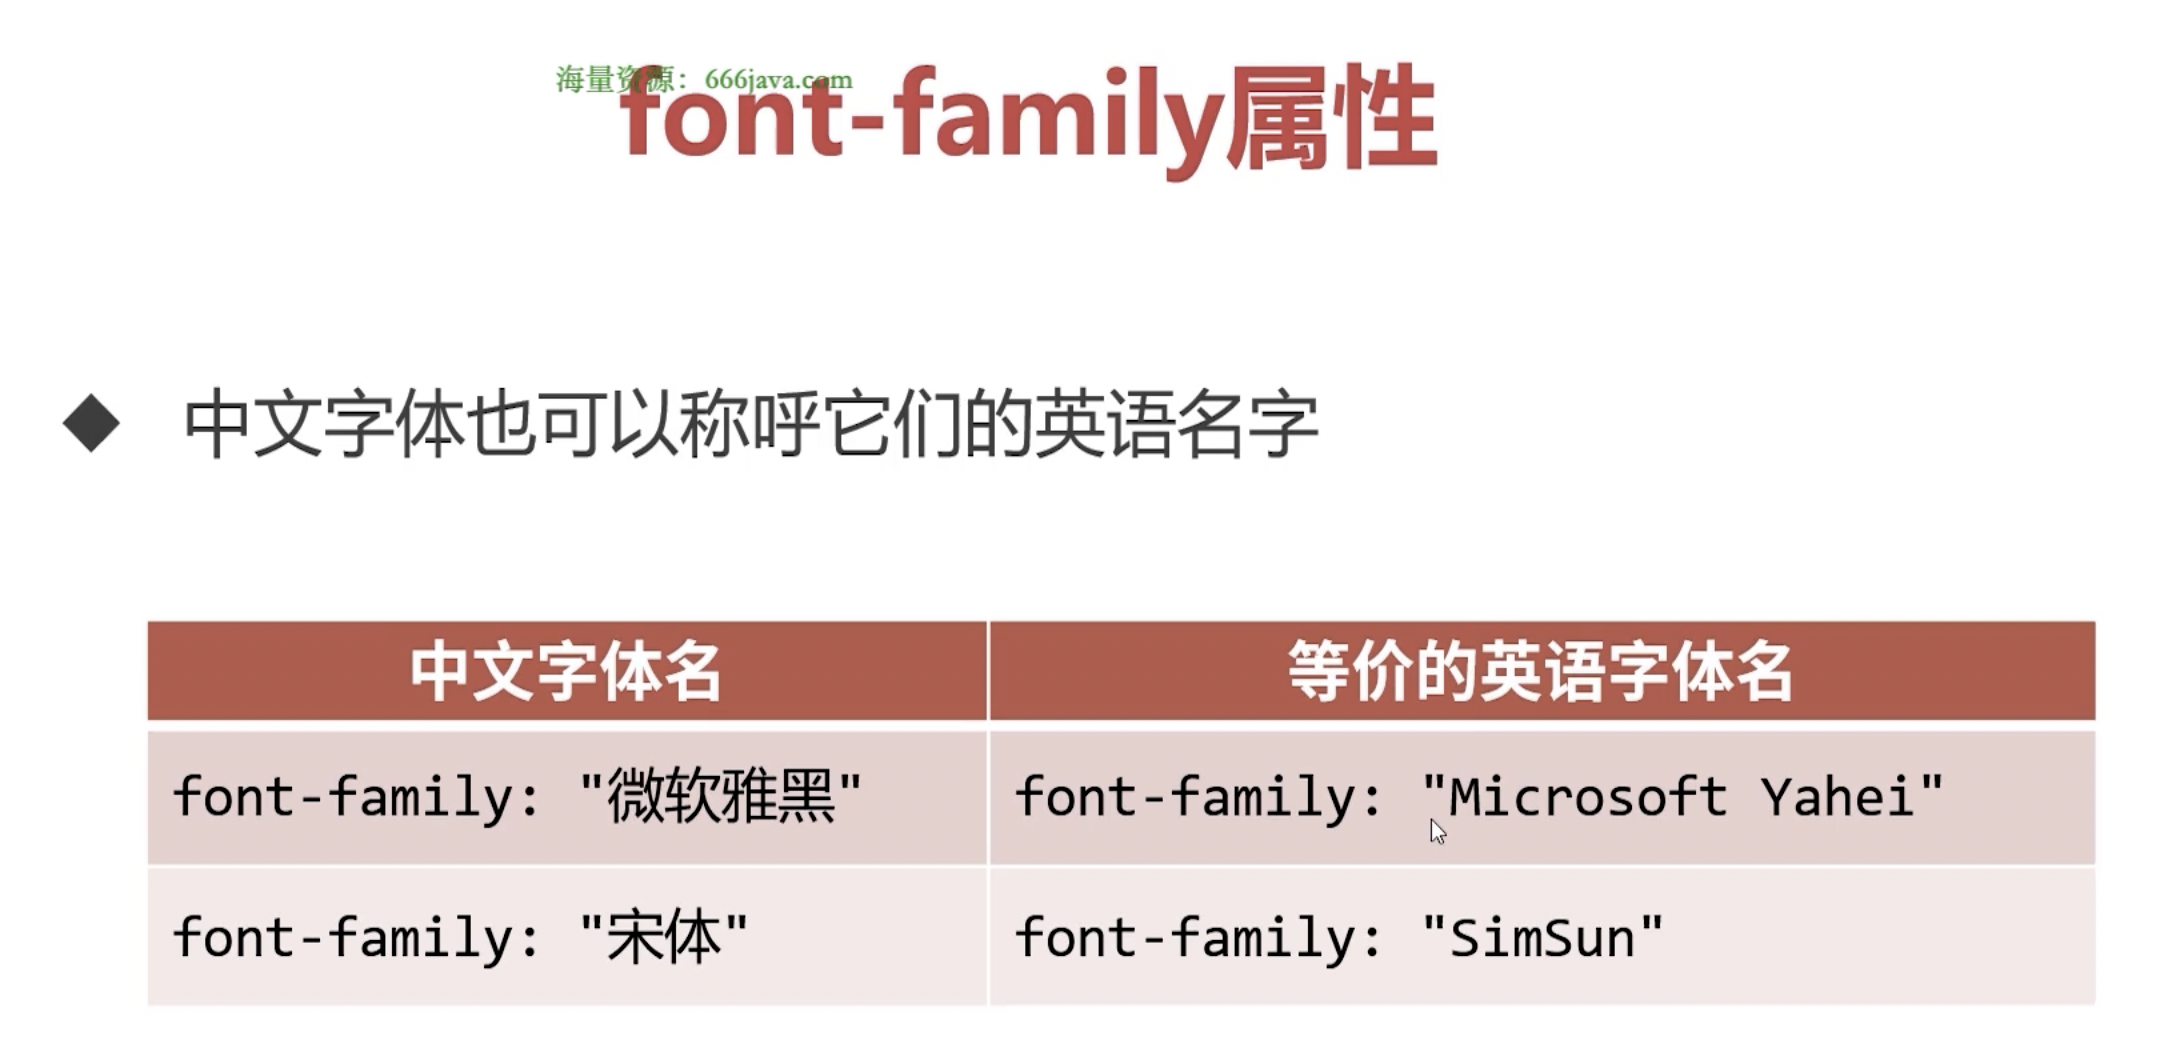 海量资源：666java.com
font-family属性
◆ 中文字体也可以称呼它们的英语名字
中文字体名 等价的英语字体名
font-family: "微软雅黑" font-family: "Microsoft Yahei"
font-family: "宋体" font-family: "SimSun"